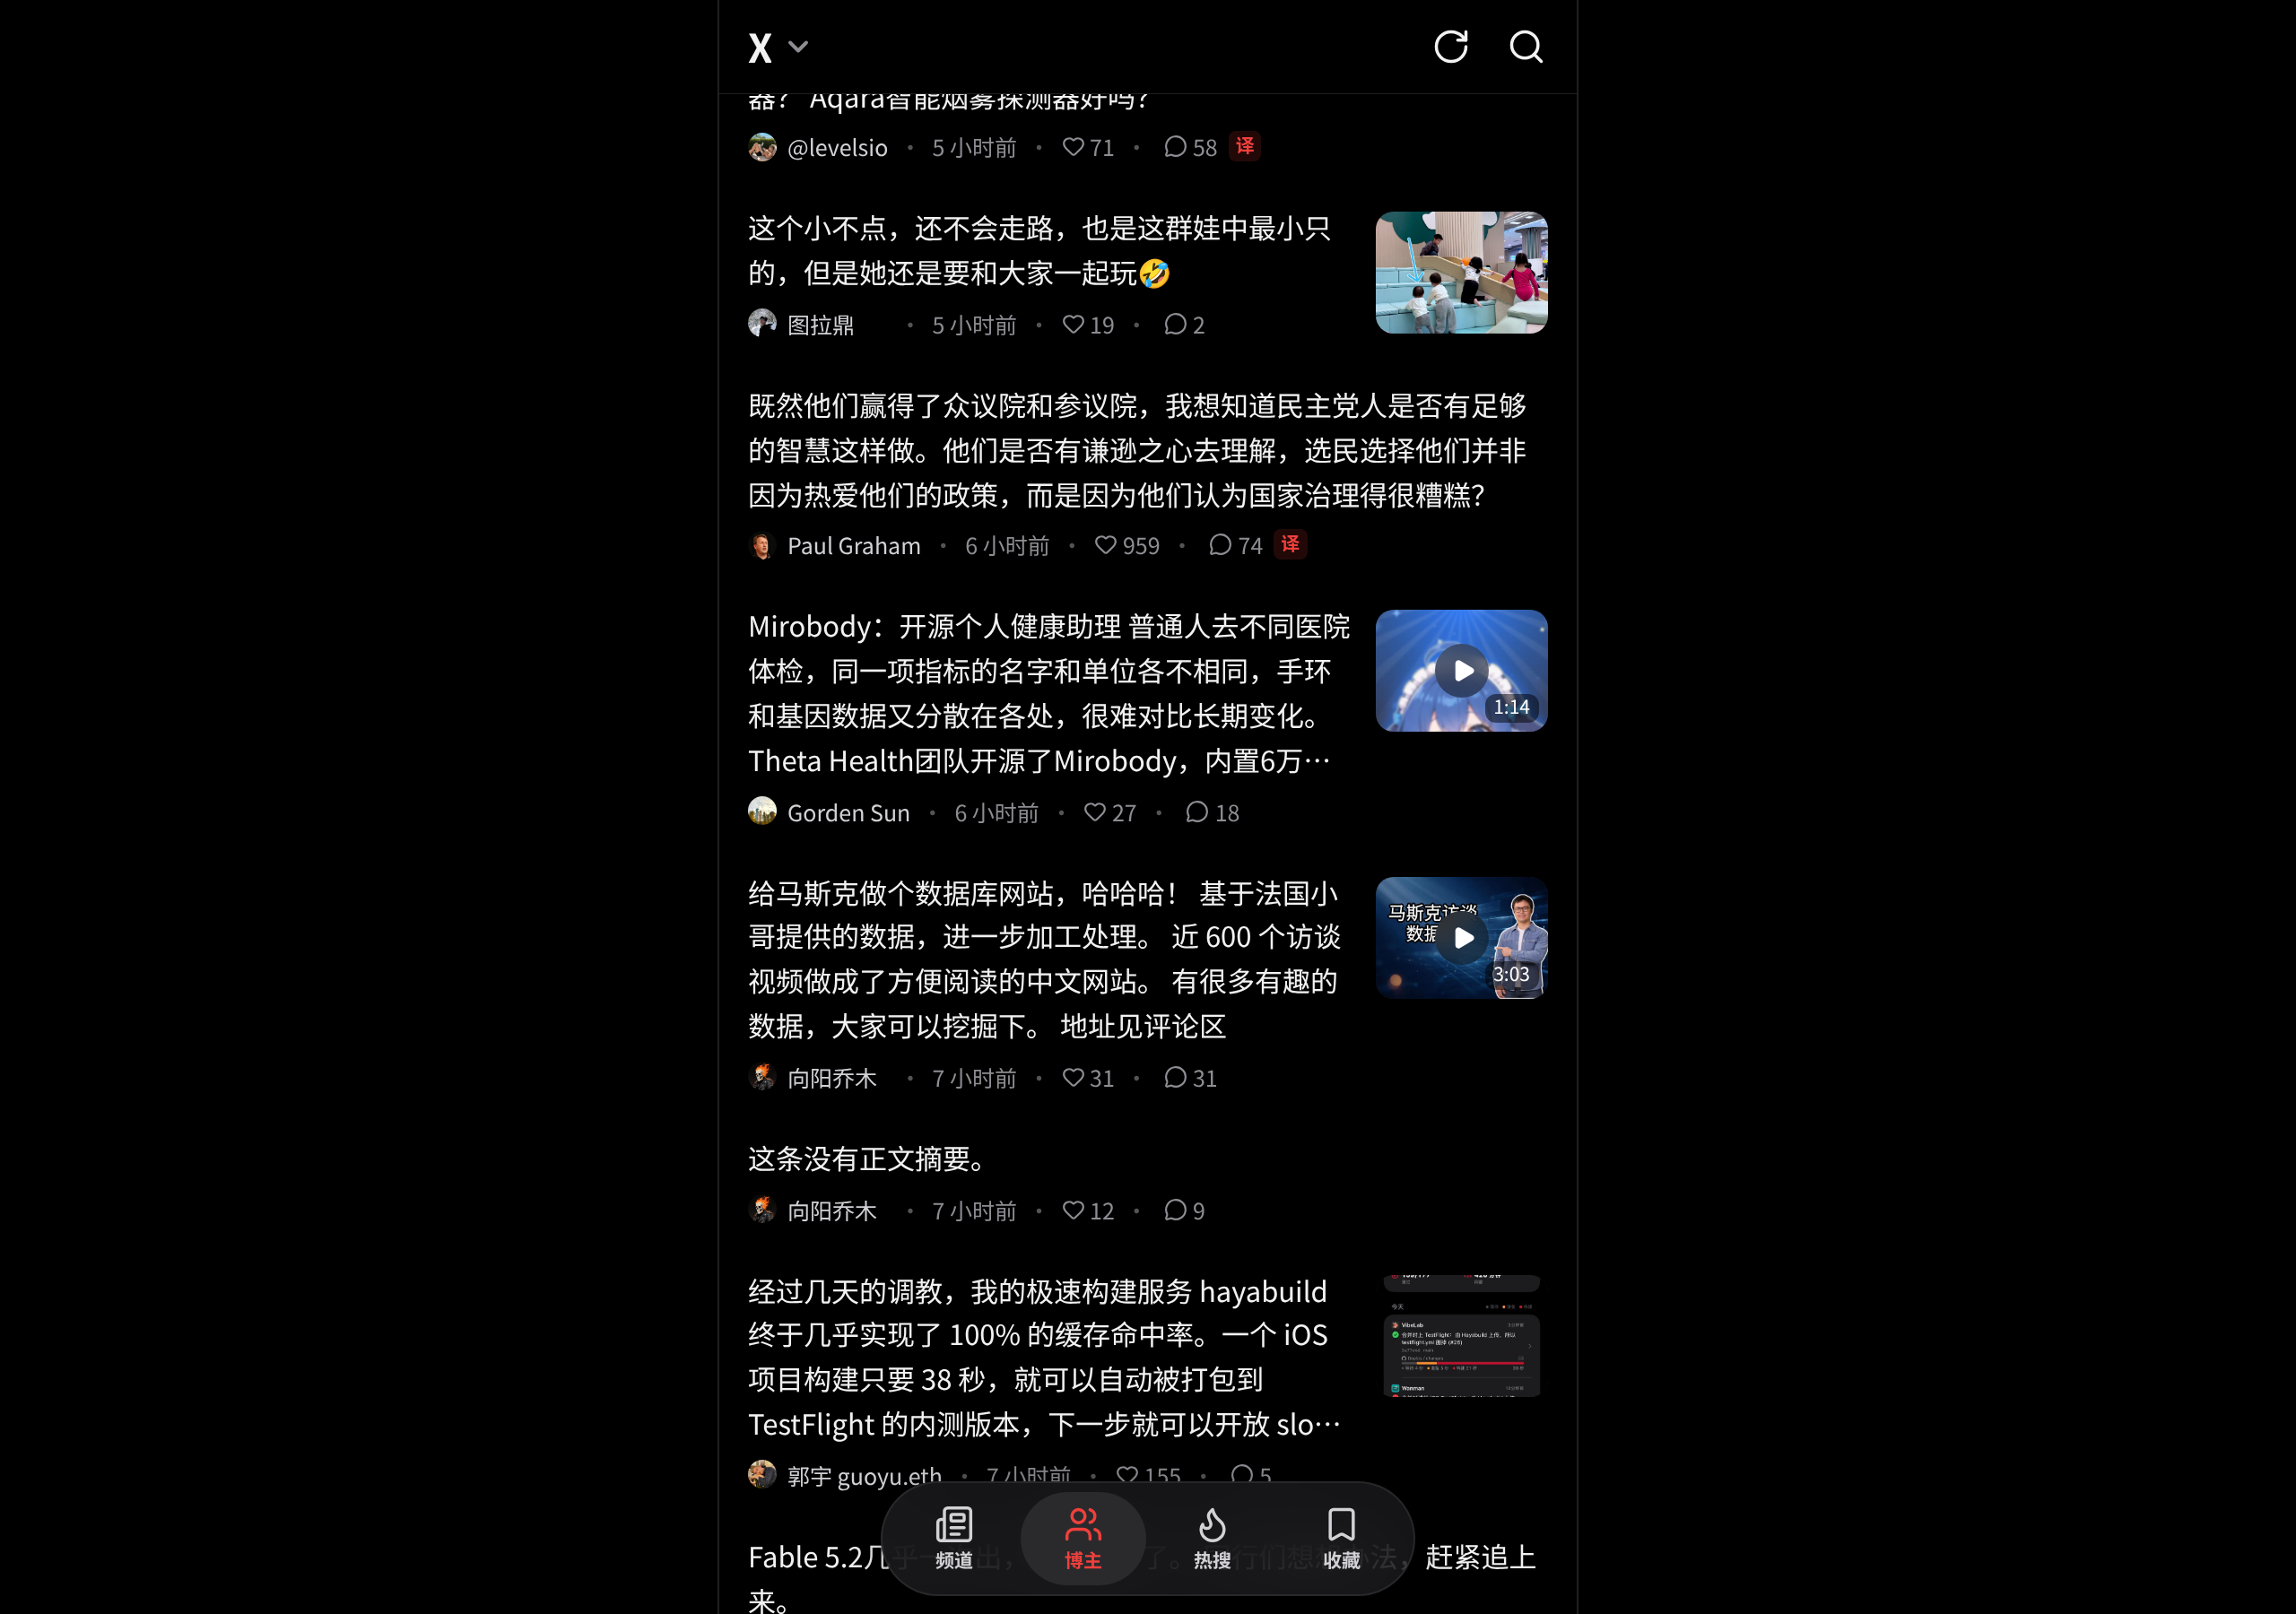 X
器？ Aqara智能烟雾探测器好吗？
@levelsio • 5 小时前 • 71 • 58 译
这个小不点，还不会走路，也是这群娃中最小只
的，但是她还是要和大家一起玩🤣
图拉鼎 • 5 小时前 • 19 • 2
既然他们赢得了众议院和参议院，我想知道民主党人是否有足够
的智慧这样做。他们是否有谦逊之心去理解，选民选择他们并非
因为热爱他们的政策，而是因为他们认为国家治理得很糟糕？
Paul Graham • 6 小时前 • 959 • 74 译
Mirobody：开源个人健康助理 普通人去不同医院
体检，同一项指标的名字和单位各不相同，手环
和基因数据又分散在各处，很难对比长期变化。
Theta Health团队开源了Mirobody，内置6万…
1:14
Gorden Sun • 6 小时前 • 27 • 18
给马斯克做个数据库网站，哈哈哈！ 基于法国小
哥提供的数据，进一步加工处理。 近 600 个访谈
视频做成了方便阅读的中文网站。 有很多有趣的
数据，大家可以挖掘下。 地址见评论区
马斯克访谈
数据
3:03
向阳乔木 • 7 小时前 • 31 • 31
这条没有正文摘要。
向阳乔木 • 7 小时前 • 12 • 9
经过几天的调教，我的极速构建服务 hayabuild
终于几乎实现了 100% 的缓存命中率。一个 iOS
项目构建只要 38 秒，就可以自动被打包到
TestFlight 的内测版本，下一步就可以开放 slo…
今天
VibeLab
Wanman
郭宇 guoyu.eth • 7 小时前 • 155 • 5
Fable 5.2几乎一出，了。行们想办法，赶紧追上
来。
频道 博主 热搜 收藏